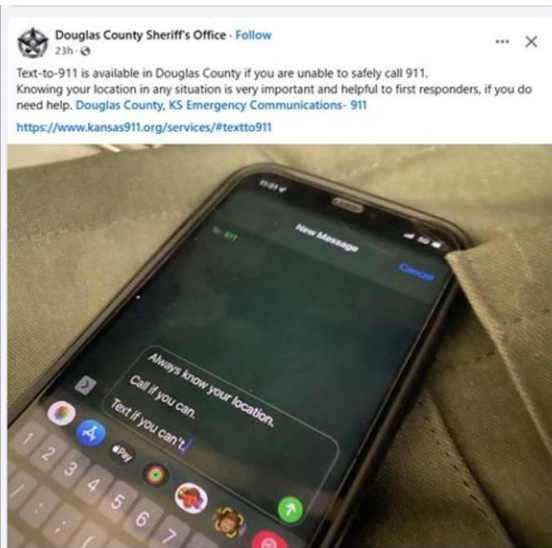 Douglas County Sheriff's Office · Follow
23h ·
Text-to-911 is available in Douglas County if you are unable to safely call 911.
Knowing your location in any situation is very important and helpful to first responders, if you do
need help. Douglas County, KS Emergency Communications- 911
https://www.kansas911.org/services/#textto911
11:31
5G
New Message
To: 911
Cancel
Always know your location.
Call if you can.
Text if you can't.
Pay
1 2 3 4 5 6 7
/ : ;